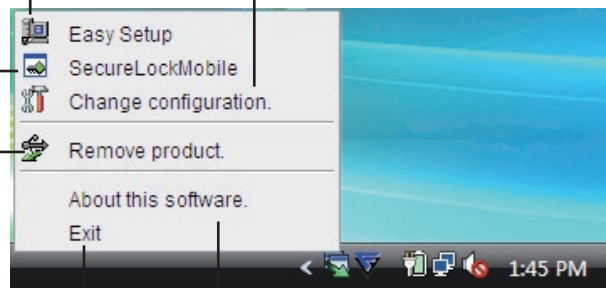 Easy Setup
SecureLockMobile
Change configuration.
Remove product.
About this software.
Exit
< 1:45 PM